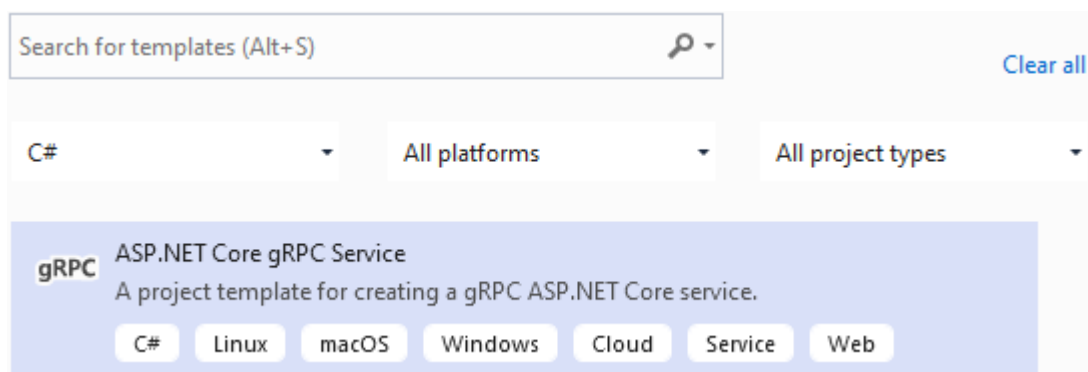 Search for templates (Alt+S)
Clear all
C# All platforms All project types
gRPC ASP.NET Core gRPC Service
A project template for creating a gRPC ASP.NET Core service.
C# Linux macOS Windows Cloud Service Web